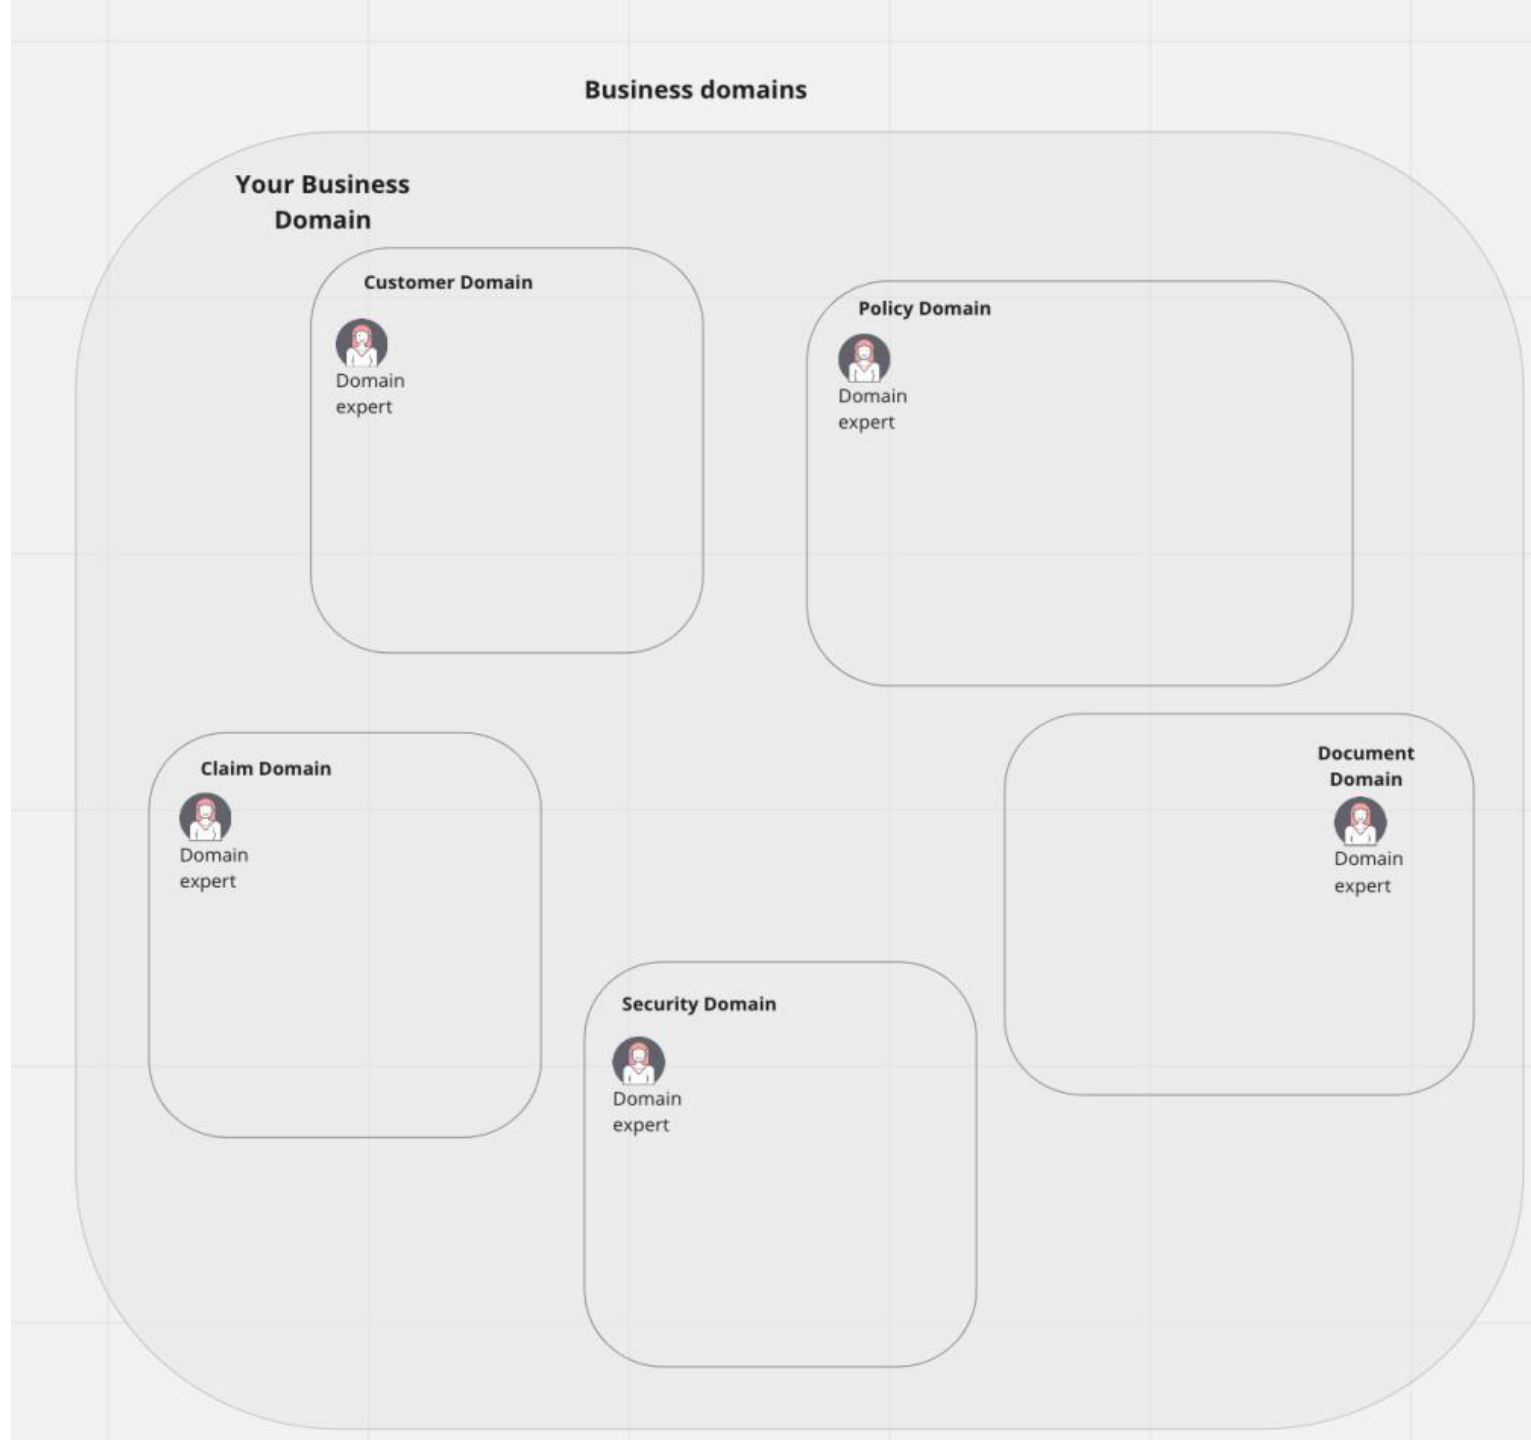 Business domains
Your Business
Domain
Customer Domain
Domain
expert
Policy Domain
Domain
expert
Claim Domain
Domain
expert
Document
Domain
Domain
expert
Security Domain
Domain
expert